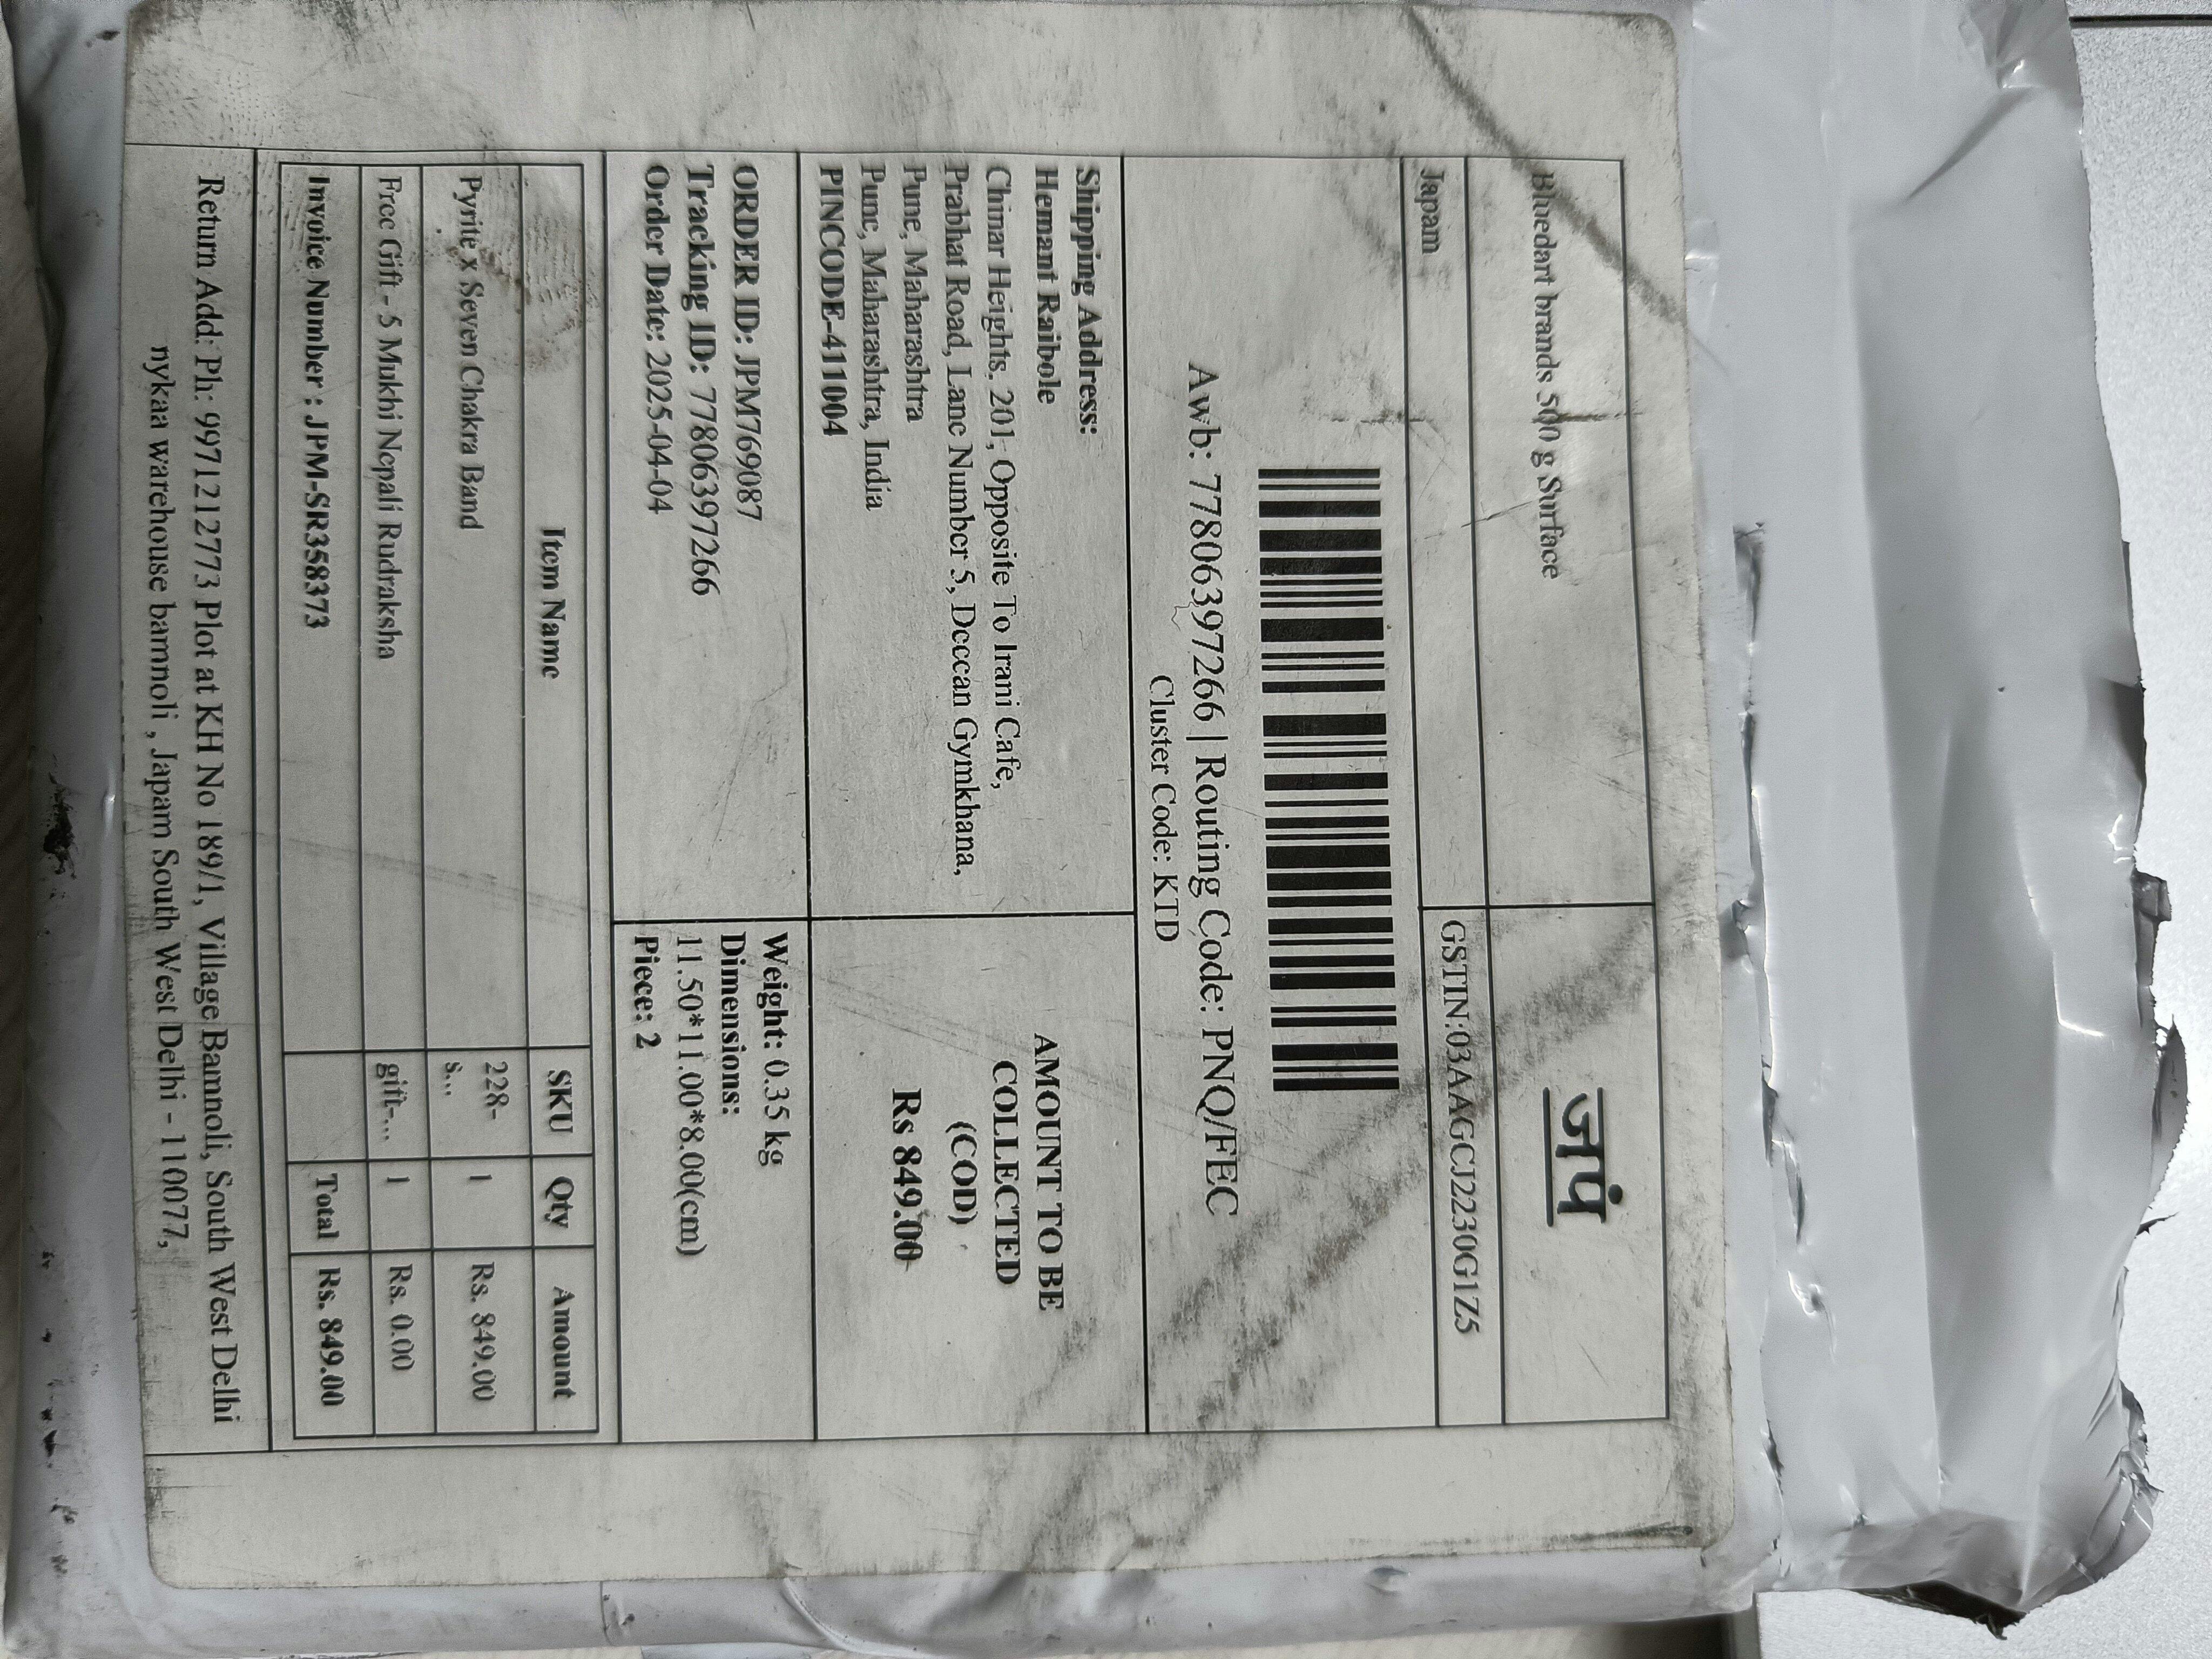 Bluedart brands 500 g Surface
जपं
Japam
GSTIN:03AAGCJ2230G1Z5
Awb: 77806397266 | Routing Code: PNQ/FEC
Cluster Code: KTD
Shipping Address:
Hemant Raibole
Chimar Heights, 201, Opposite To Irani Cafe,
Prabhat Road, Lane Number 5, Deccan Gymkhana,
Pune, Maharashtra
Pune, Maharashtra, India
PINCODE-411004
AMOUNT TO BE
COLLECTED
(COD)
Rs 849.00
ORDER ID: JPM769087
Tracking ID: 77806397266
Order Date: 2025-04-04
Weight: 0.35 kg
Dimensions:
11.50*11.00*8.00(cm)
Piece: 2
Item Name SKU Qty Amount
Pyrite x Seven Chakra Band 228- 1 Rs. 849.00
s...
Free Gift - 5 Mukhi Nepali Rudraksha gift-... 1 Rs. 0.00
Invoice Number : JPM-SR358373 Total Rs. 849.00
Return Add: Ph: 9971212773 Plot at KH No 189/1, Village Bamnoli, South West Delhi
nykaa warehouse bamnoli , Japam South West Delhi - 110077,